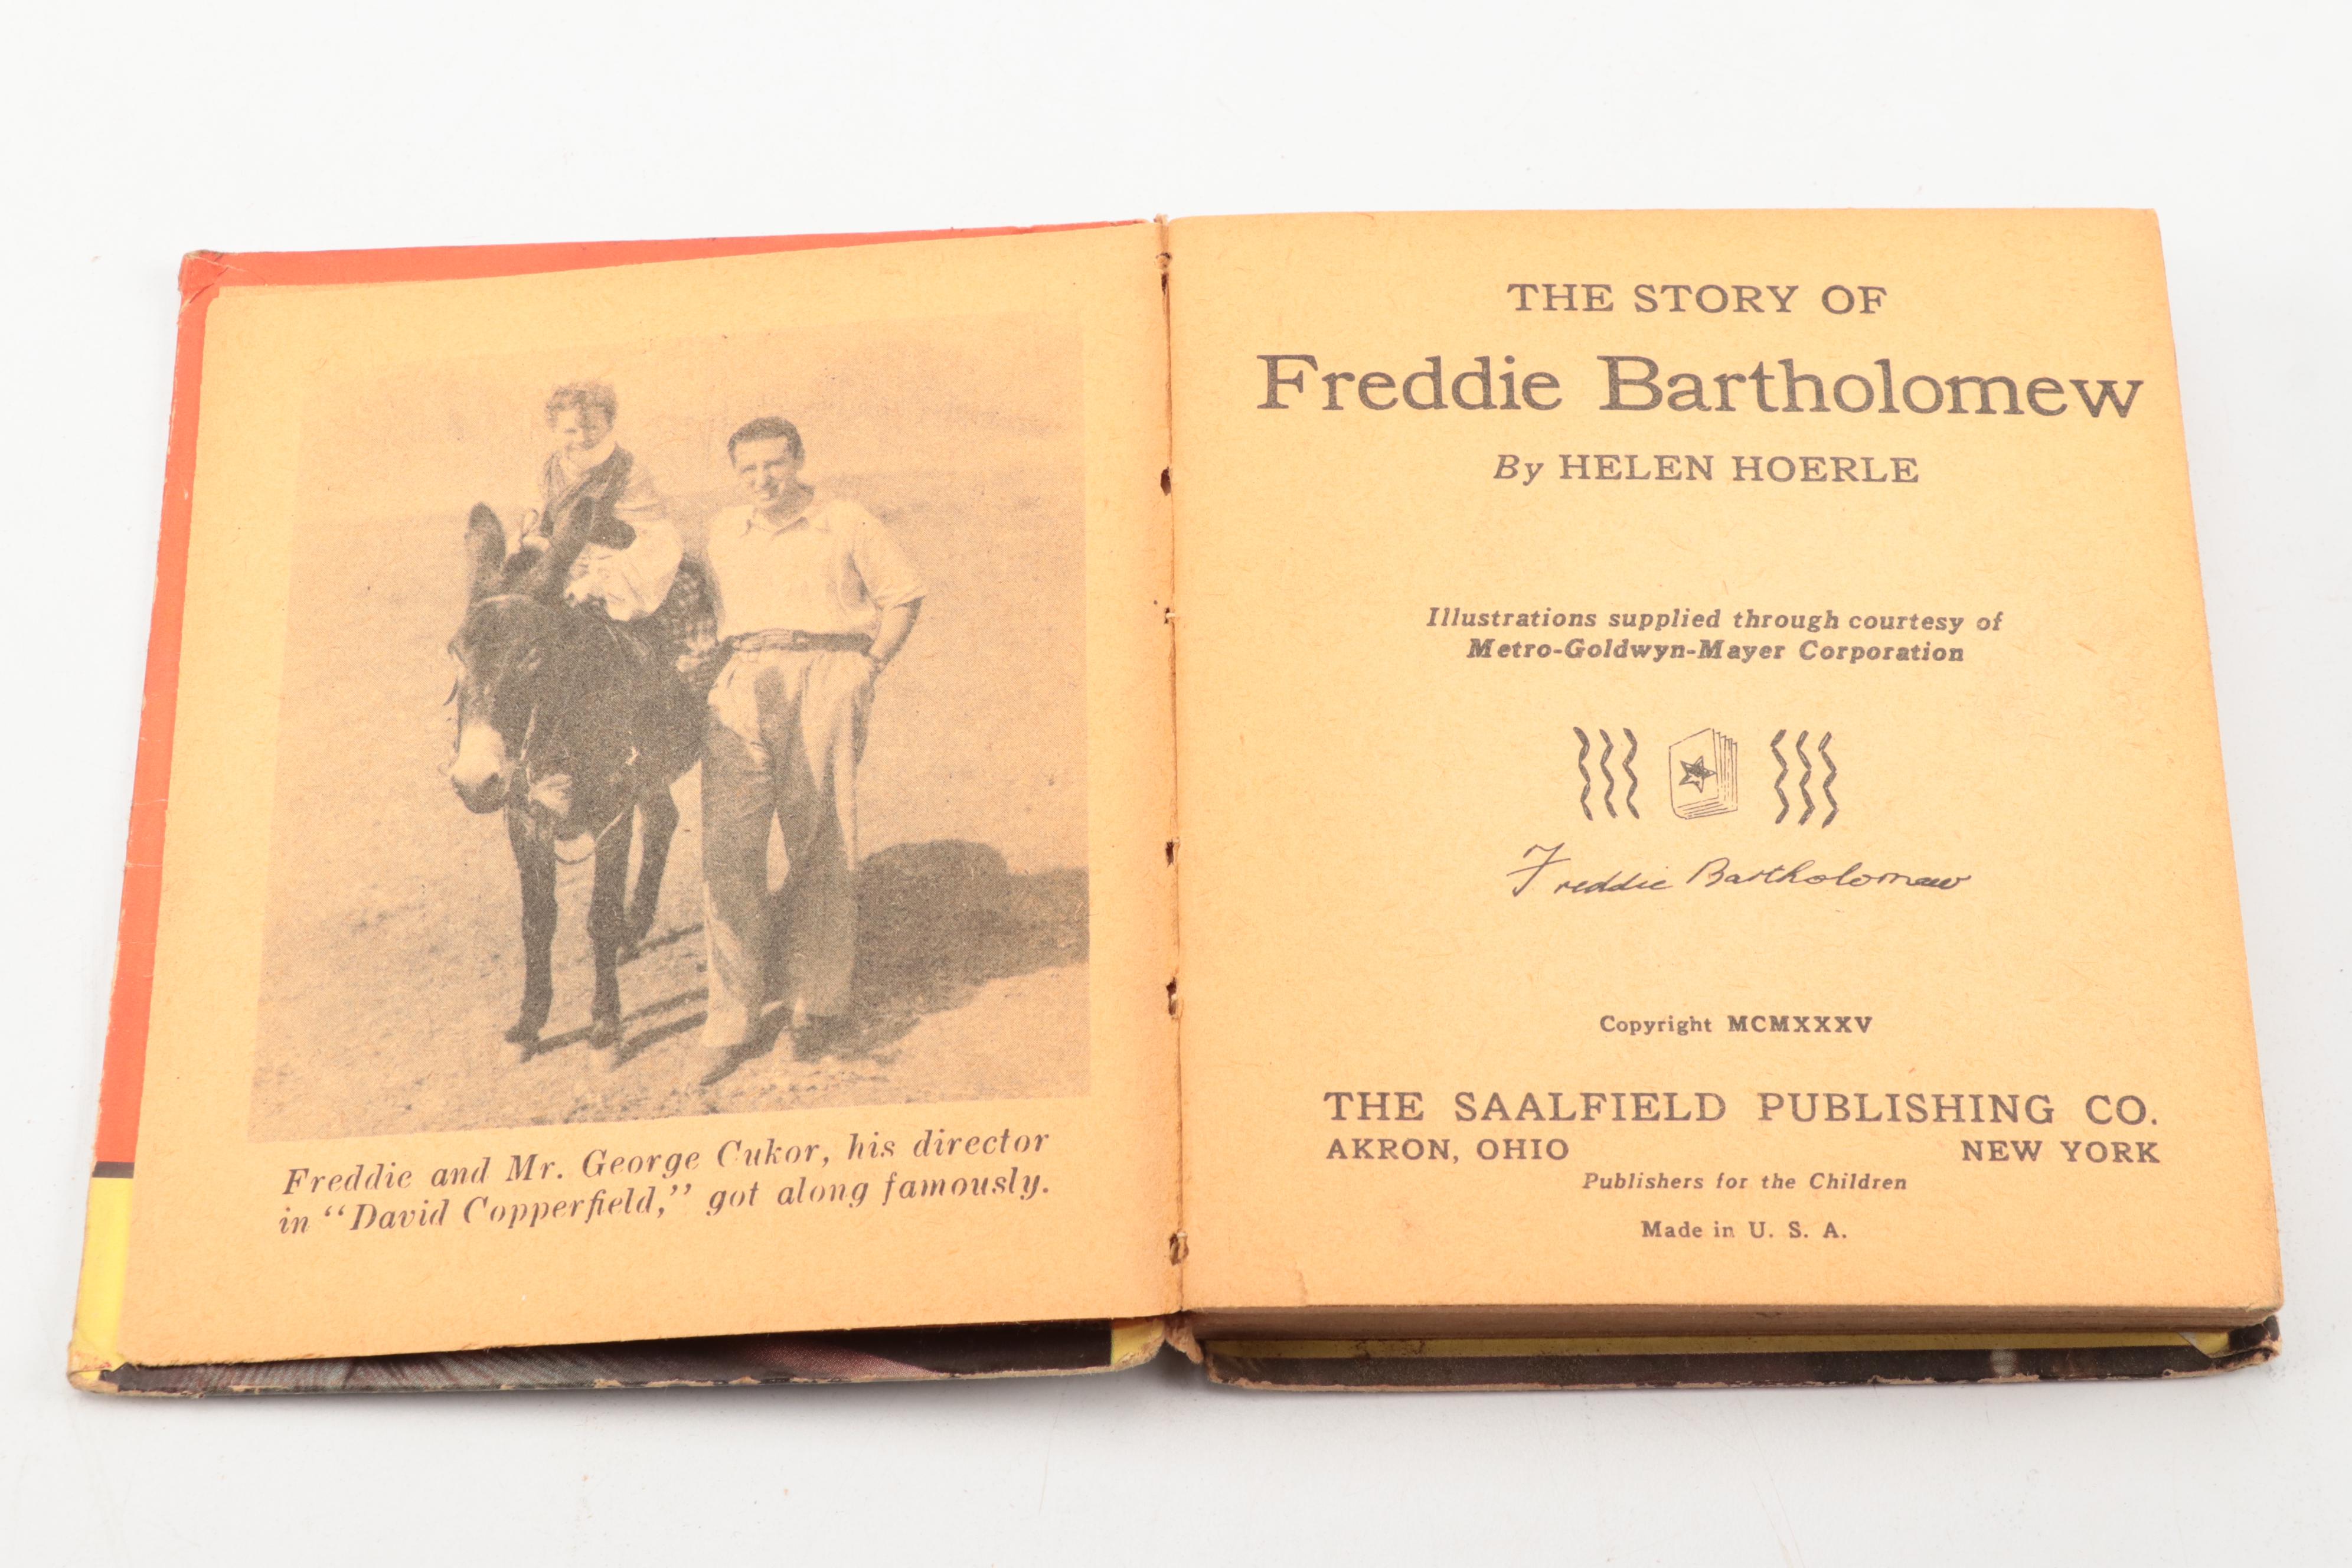 Freddie and Mr. George Cukor, his director
in "David Copperfield," got along famously.
THE STORY OF
Freddie Bartholomew
By HELEN HOERLE
Illustrations supplied through courtesy of
Metro-Goldwyn-Mayer Corporation
Freddie Bartholomew
Copyright MCMXXXV
THE SAALFIELD PUBLISHING CO.
AKRON, OHIO NEW YORK
Publishers for the Children
Made in U. S. A.